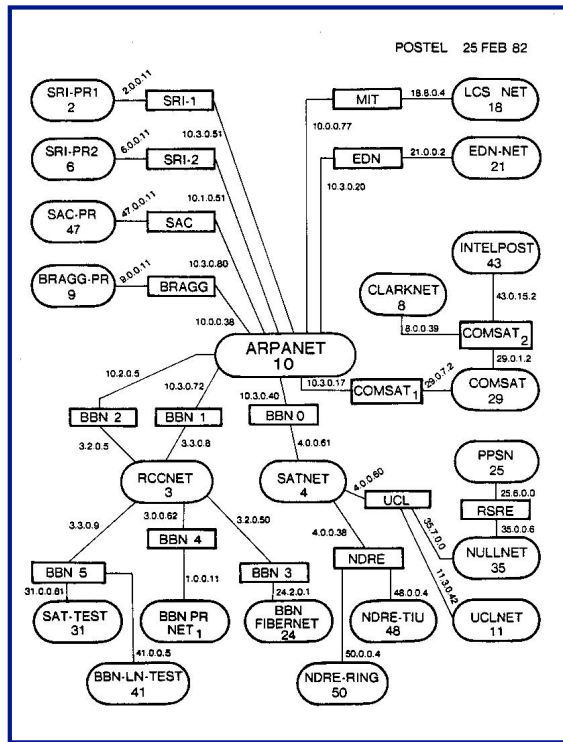 POSTEL 25 FEB 82
SRI-PR1
2
2.0.0.11
SRI-1
10.3.0.51
MIT
18.8.0.4
LCS NET
18
10.0.0.77
SRI-PR2
6
6.0.0.11
SRI-2
10.1.0.51
EDN
21.0.0.2
EDN-NET
21
10.3.0.20
SAC-PR
47
47.0.0.11
SAC
10.3.0.80
INTELPOST
43
43.0.15.2
BRAGG-PR
9
9.0.0.11
BRAGG
10.0.0.38
CLARKNET
8
8.0.0.39
COMSAT2
29.0.1.2
ARPANET
10
10.3.0.17
COMSAT1
29.0.7.2
COMSAT
29
10.2.0.5
10.3.0.72
10.3.0.40
BBN 2
BBN 1
BBN 0
3.2.0.5
3.3.0.8
4.0.0.61
PPSN
25
25.6.0.0
RSRE
35.0.0.6
RCCNET
3
SATNET
4
4.0.0.60
UCL
35.7.0.0
NULLNET
35
3.3.0.9
3.0.0.62
3.2.0.50
4.0.0.38
11.3.0.42
BBN 4
NDRE
BBN 5
BBN 3
31.0.0.61
1.0.0.11
24.2.0.1
48.0.0.4
SAT-TEST
31
BBN PR
NET1
BBN
FIBERNET
24
NDRE-TIU
48
UCLNET
11
41.0.0.5
50.0.0.4
BBN-LN-TEST
41
NDRE-RING
50